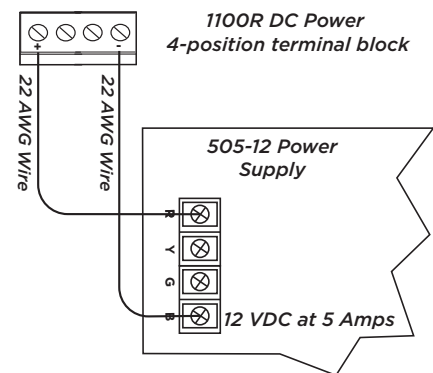 1100R DC Power
4-position terminal block
+
-
22 AWG Wire
22 AWG Wire
505-12 Power
Supply
R
Y
G
B
12 VDC at 5 Amps